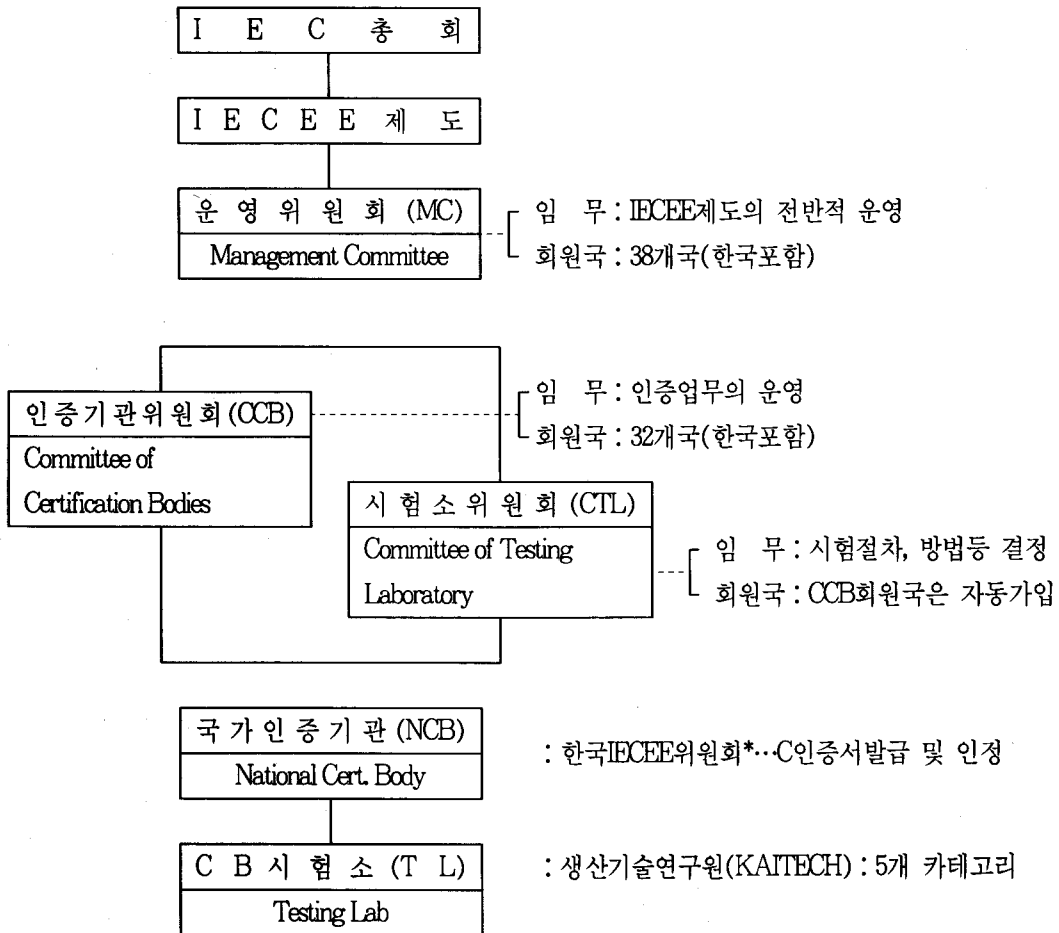 I E C 총 회
I E C E E 제 도
운 영 위 원 회 (MC)
Management Committee
임 무 : IECEE제도의 전반적 운영
회원국 : 38개국(한국포함)
인증기관위원회(CCB)
Committee of
Certification Bodies
임 무 : 인증업무의 운영
회원국 : 32개국(한국포함)
시 험 소 위 원 회 (CTL)
Committee of Testing
Laboratory
임 무 : 시험절차, 방법등 결정
회원국 : CCB회원국은 자동가입
국 가 인 증 기 관 (NCB)
National Cert. Body
: 한국IECEE위원회*…C인증서발급 및 인정
C B 시 험 소 (T L)
Testing Lab
: 생산기술연구원(KAITECH) : 5개 카테고리